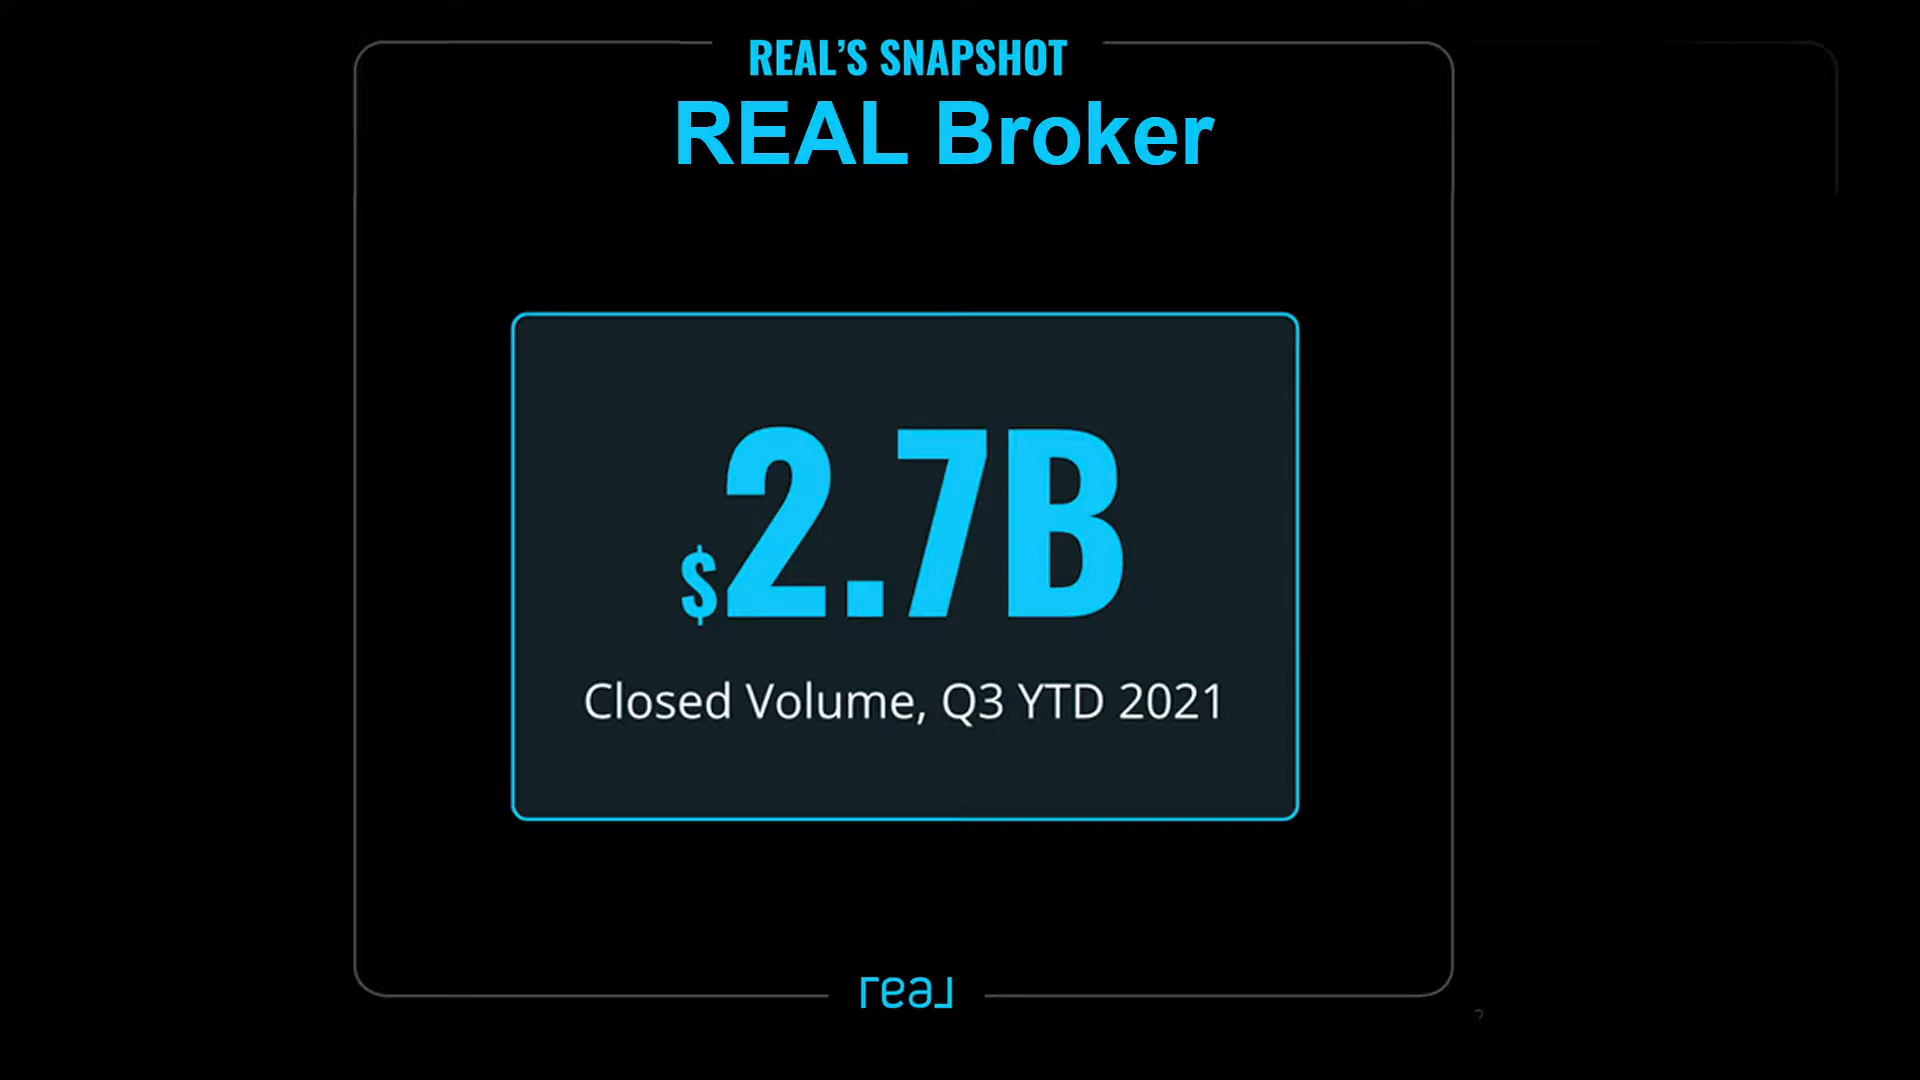 REAL’S SNAPSHOT
REAL Broker
$2.7B
Closed Volume, Q3 YTD 2021
real